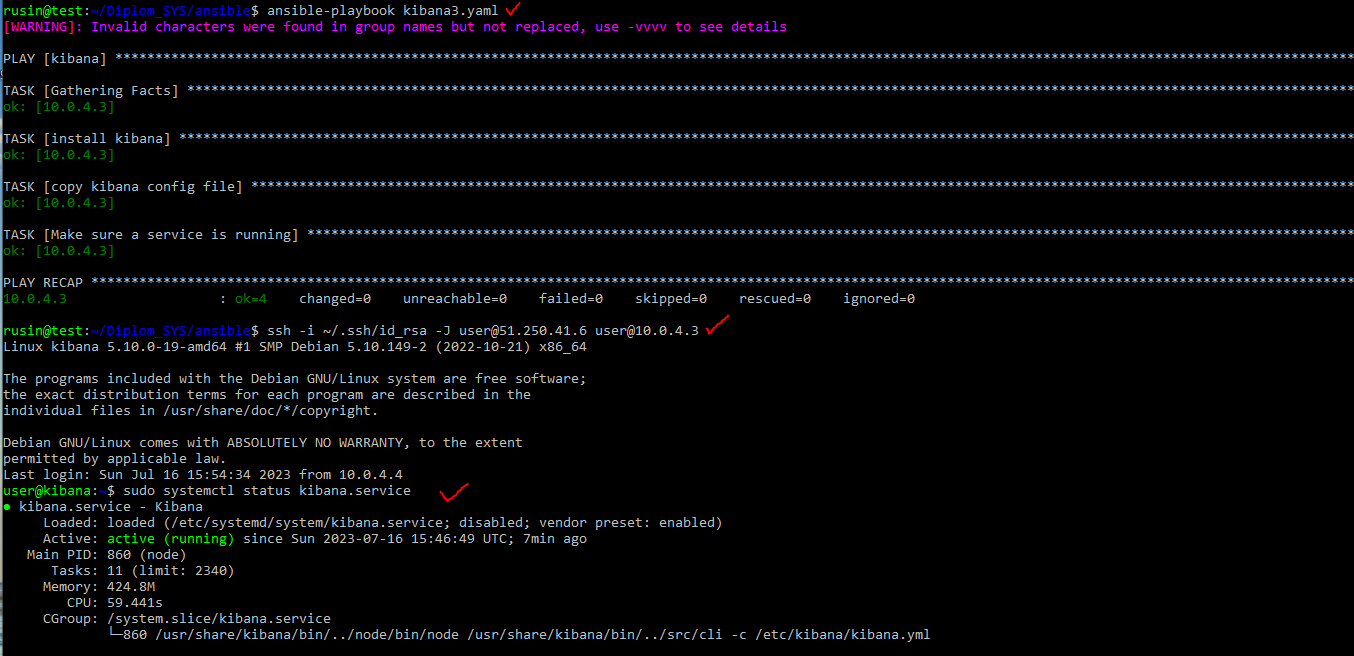 rusin@test:~/Diplom_SYS/ansible$ ansible-playbook kibana3.yaml
[WARNING]: Invalid characters were found in group names but not replaced, use -vvvv to see details
PLAY [kibana] ****************************************************************************************************************************************************************
TASK [Gathering Facts] ****************************************************************************************************************************************************************
ok: [10.0.4.3]
TASK [install kibana] ****************************************************************************************************************************************************************
ok: [10.0.4.3]
TASK [copy kibana config file] ****************************************************************************************************************************************************************
ok: [10.0.4.3]
TASK [Make sure a service is running] ****************************************************************************************************************************************************************
ok: [10.0.4.3]
PLAY RECAP ****************************************************************************************************************************************************************
10.0.4.3                   : ok=4    changed=0    unreachable=0    failed=0    skipped=0    rescued=0    ignored=0
rusin@test:~/Diplom_SYS/ansible$ ssh -i ~/.ssh/id_rsa -J user@51.250.41.6 user@10.0.4.3
Linux kibana 5.10.0-19-amd64 #1 SMP Debian 5.10.149-2 (2022-10-21) x86_64
The programs included with the Debian GNU/Linux system are free software;
the exact distribution terms for each program are described in the
individual files in /usr/share/doc/*/copyright.
Debian GNU/Linux comes with ABSOLUTELY NO WARRANTY, to the extent
permitted by applicable law.
Last login: Sun Jul 16 15:54:34 2023 from 10.0.4.4
user@kibana:~$ sudo systemctl status kibana.service
● kibana.service - Kibana
     Loaded: loaded (/etc/systemd/system/kibana.service; disabled; vendor preset: enabled)
     Active: active (running) since Sun 2023-07-16 15:46:49 UTC; 7min ago
   Main PID: 860 (node)
      Tasks: 11 (limit: 2340)
     Memory: 424.8M
        CPU: 59.441s
     CGroup: /system.slice/kibana.service
             └─860 /usr/share/kibana/bin/../node/bin/node /usr/share/kibana/bin/../src/cli -c /etc/kibana/kibana.yml